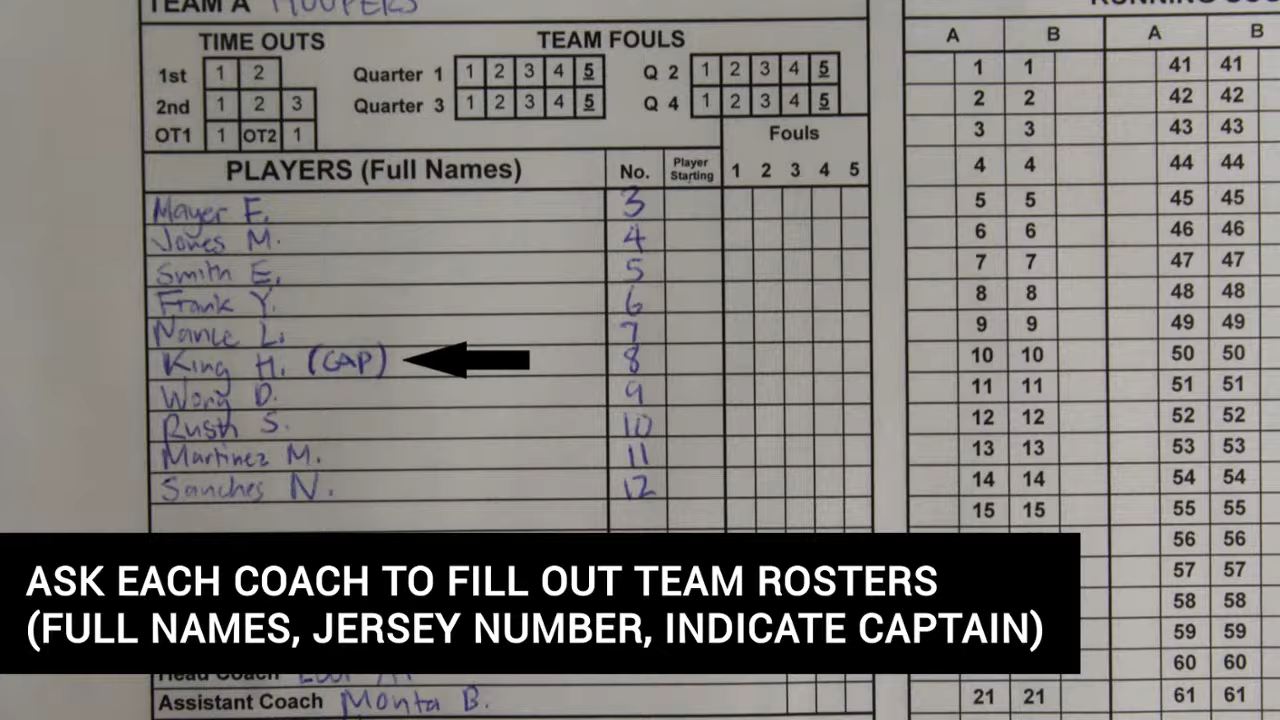 TEAM A HOOPERS
TIME OUTS
1st 1 2
2nd 1 2 3
OT1 1 OT2 1
TEAM FOULS
Quarter 1 1 2 3 4 5 Q 2 1 2 3 4 5
Quarter 3 1 2 3 4 5 Q 4 1 2 3 4 5
Fouls
PLAYERS (Full Names) No. Player Starting 1 2 3 4 5
Mayer F. 3
Jones M. 4
Smith E. 5
Frank Y. 6
Nance L. 7
King H. (CAP) 8
Wong D. 9
Rush S. 10
Martinez M. 11
Sanches N. 12
Head Coach
Assistant Coach Monta B.
A B A B
1 1 41 41
2 2 42 42
3 3 43 43
4 4 44 44
5 5 45 45
6 6 46 46
7 7 47 47
8 8 48 48
9 9 49 49
10 10 50 50
11 11 51 51
12 12 52 52
13 13 53 53
14 14 54 54
15 15 55 55
56 56
57 57
58 58
59 59
60 60
21 21 61 61
ASK EACH COACH TO FILL OUT TEAM ROSTERS
(FULL NAMES, JERSEY NUMBER, INDICATE CAPTAIN)